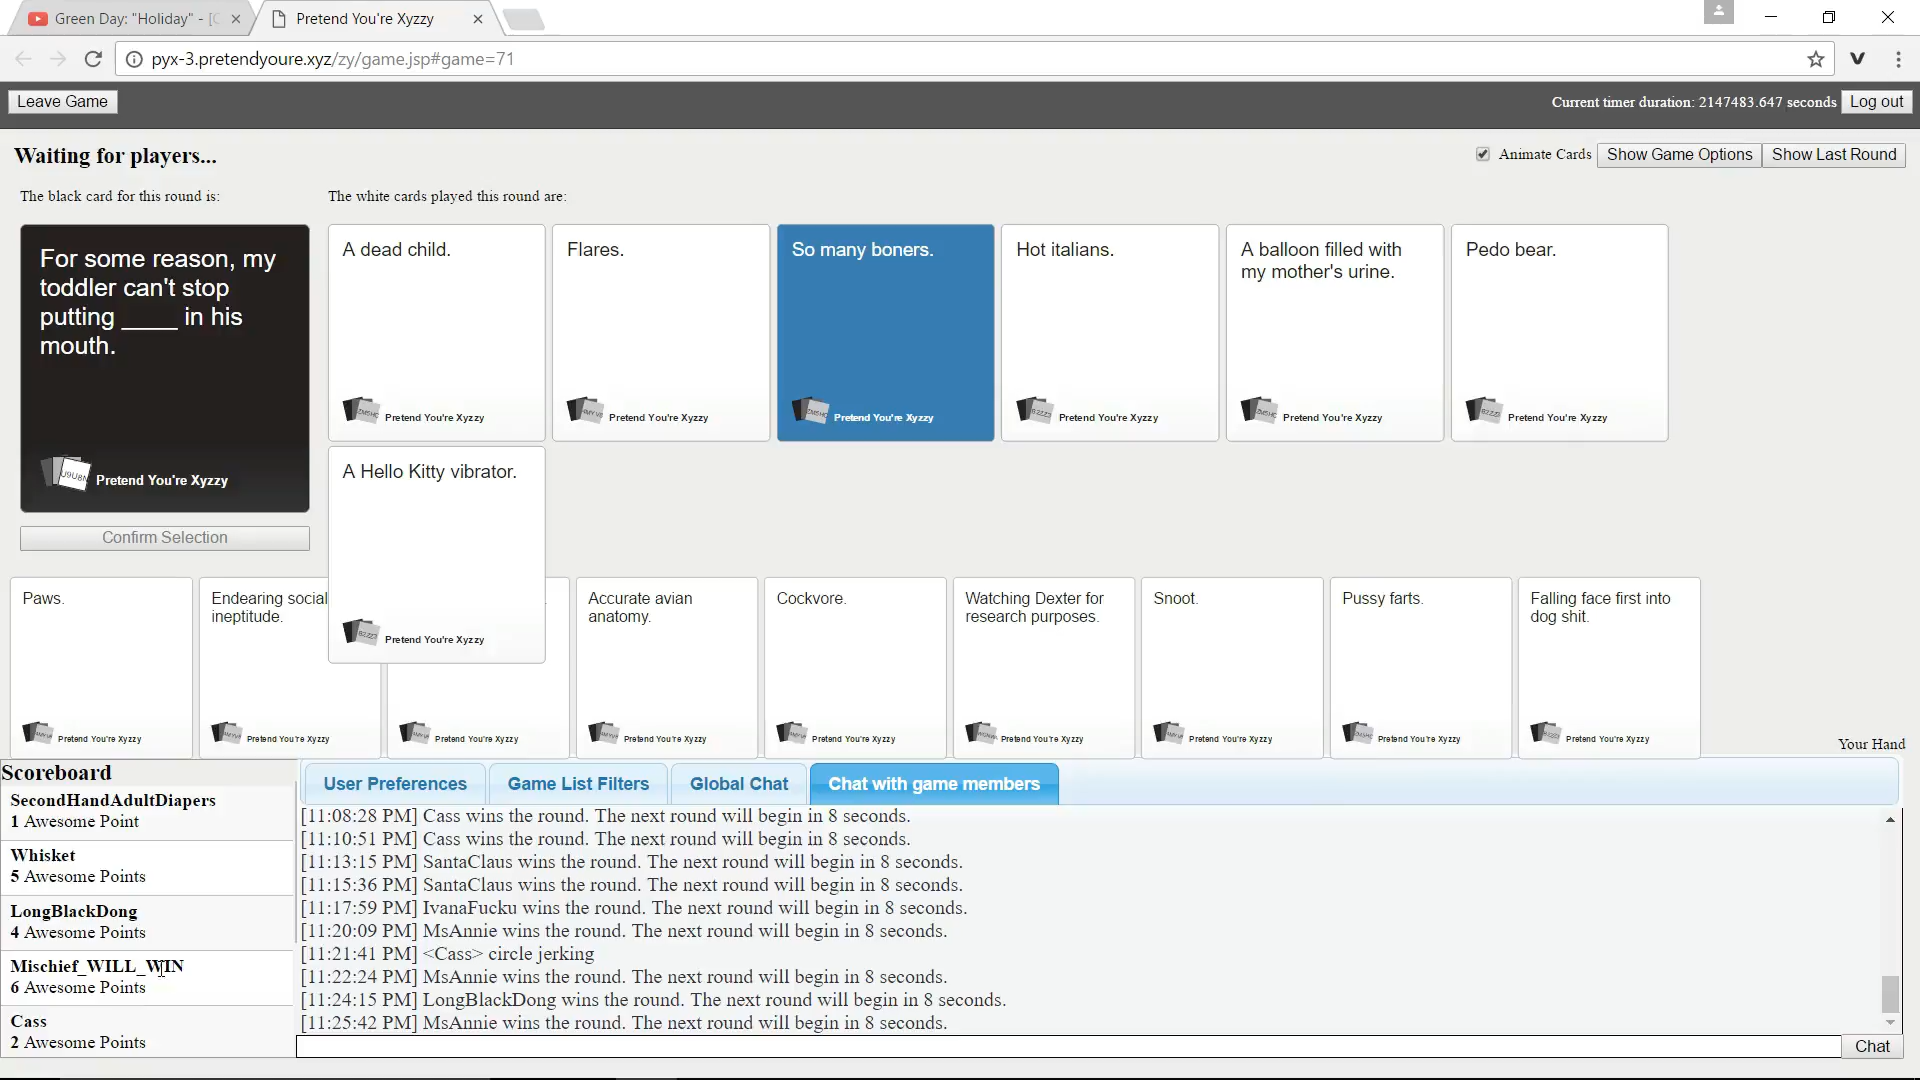 Green Day: "Holiday" - [
Pretend You're Xyzzy
pyx-3.pretendyoure.xyz/zy/game.jsp#game=71
Leave Game
Current timer duration: 2147483.647 seconds
Log out
Waiting for players...
Animate Cards
Show Game Options
Show Last Round
The black card for this round is:
The white cards played this round are:
For some reason, my
toddler can't stop
putting ____ in his
mouth.
Pretend You're Xyzzy
Confirm Selection
A dead child.
Pretend You're Xyzzy
Flares.
Pretend You're Xyzzy
So many boners.
Pretend You're Xyzzy
Hot italians.
Pretend You're Xyzzy
A balloon filled with
my mother's urine.
Pretend You're Xyzzy
Pedo bear.
Pretend You're Xyzzy
A Hello Kitty vibrator.
Pretend You're Xyzzy
Paws.
Pretend You're Xyzzy
Endearing social
ineptitude.
Pretend You're Xyzzy
Pretend You're Xyzzy
Accurate avian
anatomy.
Pretend You're Xyzzy
Cockvore.
Pretend You're Xyzzy
Watching Dexter for
research purposes.
Pretend You're Xyzzy
Snoot.
Pretend You're Xyzzy
Pussy farts.
Pretend You're Xyzzy
Falling face first into
dog shit.
Pretend You're Xyzzy
Your Hand
Scoreboard
SecondHandAdultDiapers
1 Awesome Point
Whisket
5 Awesome Points
LongBlackDong
4 Awesome Points
Mischief_WILL_WIN
6 Awesome Points
Cass
2 Awesome Points
User Preferences
Game List Filters
Global Chat
Chat with game members
[11:08:28 PM] Cass wins the round. The next round will begin in 8 seconds.
[11:10:51 PM] Cass wins the round. The next round will begin in 8 seconds.
[11:13:15 PM] SantaClaus wins the round. The next round will begin in 8 seconds.
[11:15:36 PM] SantaClaus wins the round. The next round will begin in 8 seconds.
[11:17:59 PM] IvanaFucku wins the round. The next round will begin in 8 seconds.
[11:20:09 PM] MsAnnie wins the round. The next round will begin in 8 seconds.
[11:21:41 PM] <Cass> circle jerking
[11:22:24 PM] MsAnnie wins the round. The next round will begin in 8 seconds.
[11:24:15 PM] LongBlackDong wins the round. The next round will begin in 8 seconds.
[11:25:42 PM] MsAnnie wins the round. The next round will begin in 8 seconds.
Chat